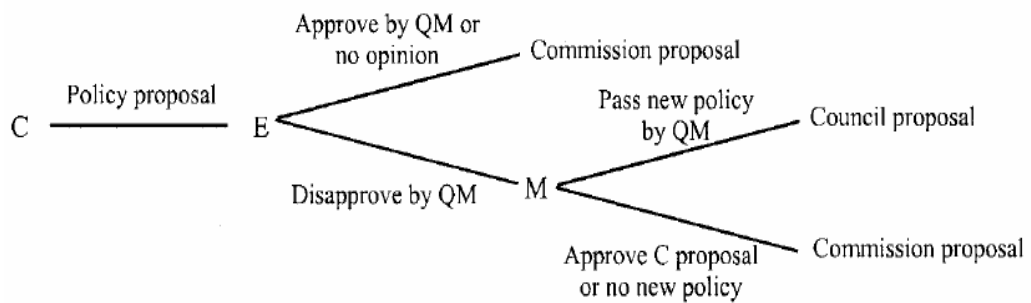 Approve by QM or
no opinion
Commission proposal
Policy proposal
C
E
Pass new policy
by QM
Council proposal
Disapprove by QM
M
Approve C proposal
or no new policy
Commission proposal